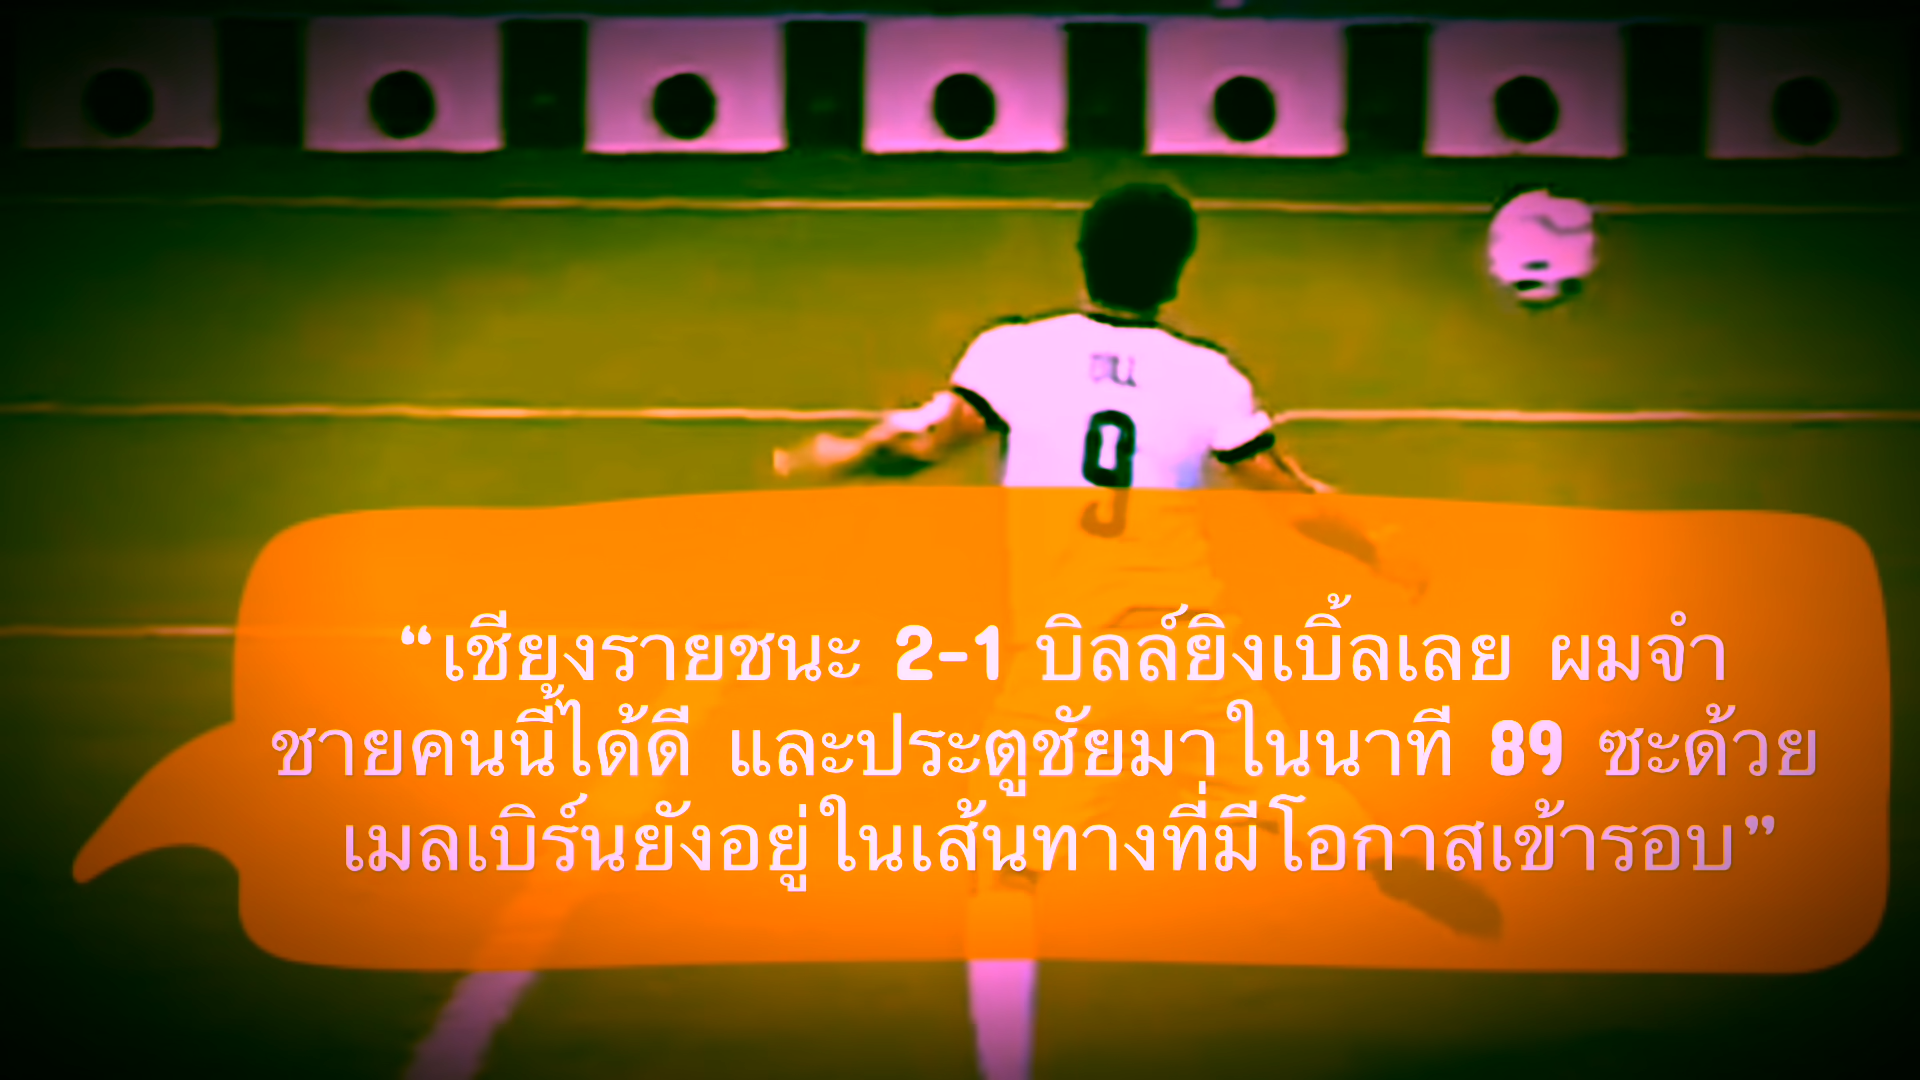 BILL
9
“เชียงรายชนะ 2-1 บิลล์ยิงเบิ้ลเลย ผมจำ
ชายคนนี้ได้ดี และประตูชัยมาในนาที 89 ซะด้วย
เมลเบิร์นยังอยู่ในเส้นทางที่มีโอกาสเข้ารอบ”